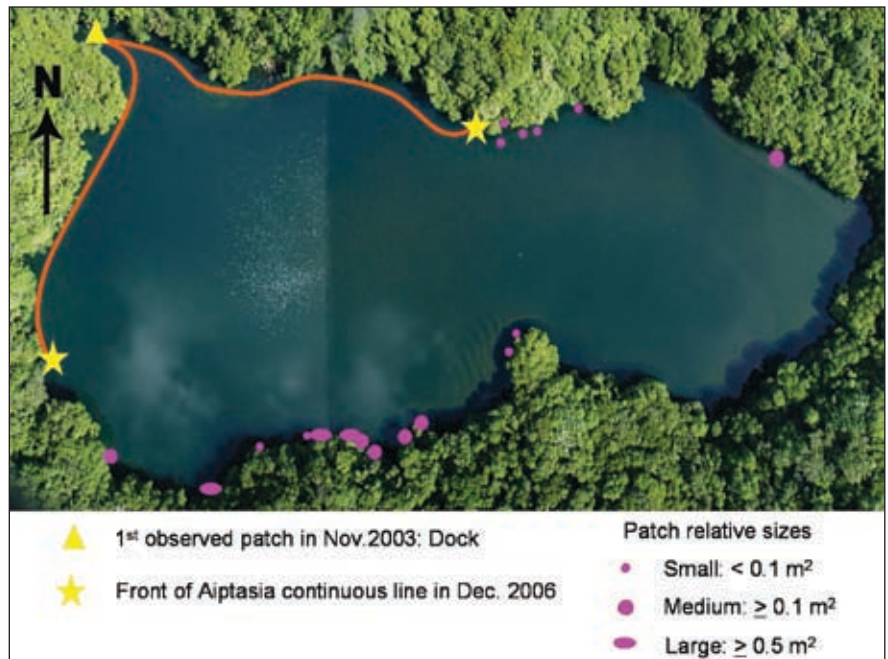 N
1st observed patch in Nov.2003: Dock
Front of Aiptasia continuous line in Dec. 2006
Patch relative sizes
Small: < 0.1 m²
Medium: ≥ 0.1 m²
Large: ≥ 0.5 m²